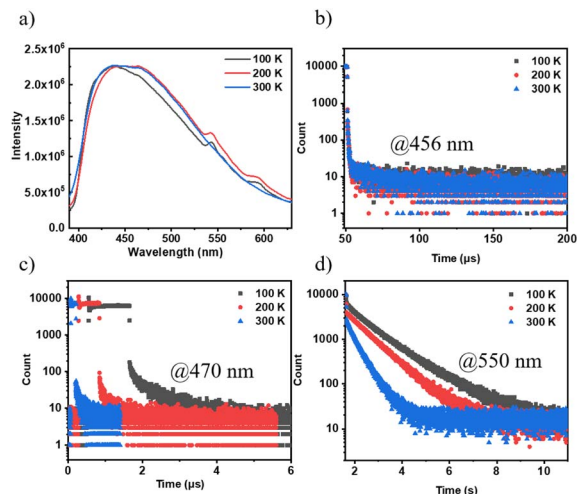 a)
2.5x10⁶
2.0x10⁶
1.5x10⁶
1.0x10⁶
5.0x10⁵
0.0
Intensity
400 450 500 550 600
Wavelength (nm)
100 K
200 K
300 K
b)
10000
1000
100
10
1
Count
50 100 150 200
Time (µs)
100 K
200 K
300 K
@456 nm
c)
10000
1000
100
10
1
Count
0 2 4 6
Time (µs)
100 K
200 K
300 K
@470 nm
d)
10000
1000
100
10
Count
2 4 6 8 10
Time (s)
100 K
200 K
300 K
@550 nm